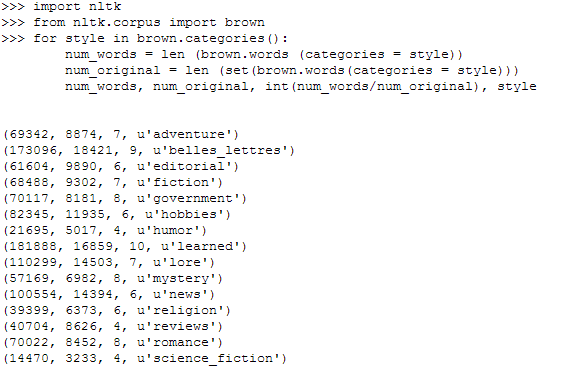 >>> import nltk
>>> from nltk.corpus import brown
>>> for style in brown.categories():
        num_words = len (brown.words (categories = style))
        num_original = len (set(brown.words(categories = style)))
        num_words, num_original, int(num_words/num_original), style
(69342, 8874, 7, u'adventure')
(173096, 18421, 9, u'belles_lettres')
(61604, 9890, 6, u'editorial')
(68488, 9302, 7, u'fiction')
(70117, 8181, 8, u'government')
(82345, 11935, 6, u'hobbies')
(21695, 5017, 4, u'humor')
(181888, 16859, 10, u'learned')
(110299, 14503, 7, u'lore')
(57169, 6982, 8, u'mystery')
(100554, 14394, 6, u'news')
(39399, 6373, 6, u'religion')
(40704, 8626, 4, u'reviews')
(70022, 8452, 8, u'romance')
(14470, 3233, 4, u'science_fiction')